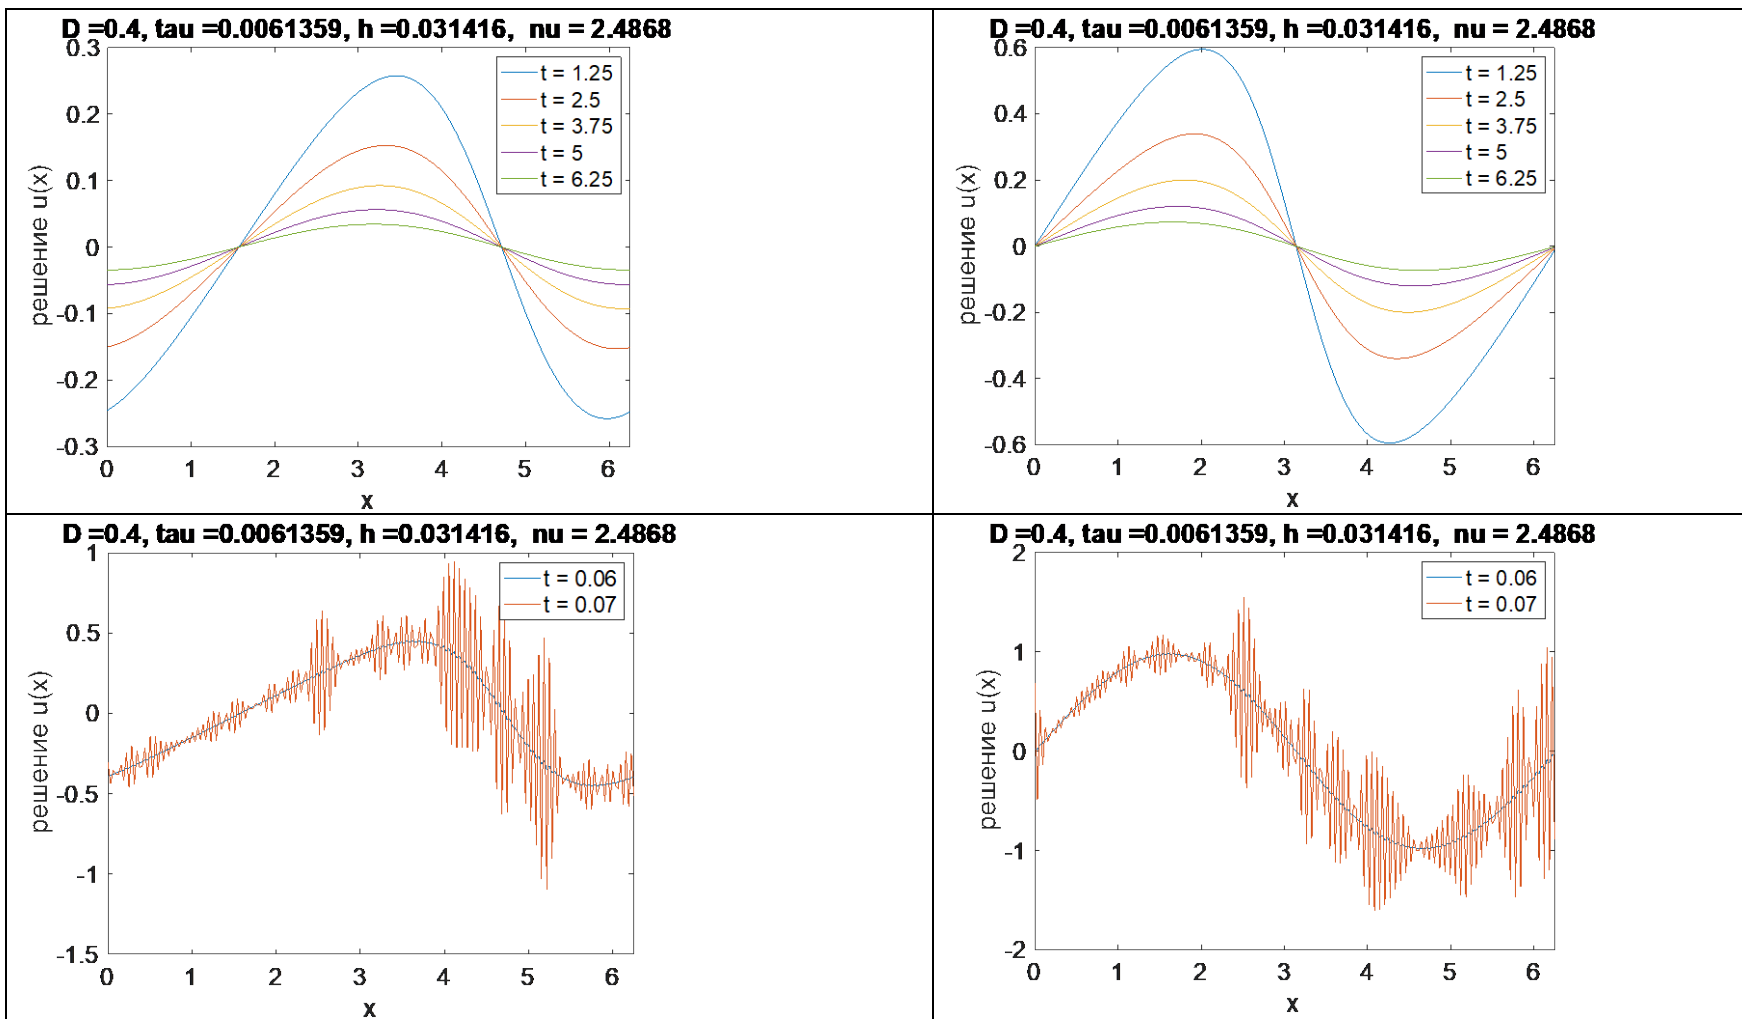 D =0.4, tau =0.0061359, h =0.031416,  nu = 2.4868
0.3
0.2
0.1
0
-0.1
-0.2
-0.3
решение u(x)
t = 1.25
t = 2.5
t = 3.75
t = 5
t = 6.25
0 1 2 3 4 5 6
x
D =0.4, tau =0.0061359, h =0.031416,  nu = 2.4868
0.6
0.4
0.2
0
-0.2
-0.4
-0.6
решение u(x)
t = 1.25
t = 2.5
t = 3.75
t = 5
t = 6.25
0 1 2 3 4 5 6
x
D =0.4, tau =0.0061359, h =0.031416,  nu = 2.4868
1
0.5
0
-0.5
-1
-1.5
решение u(x)
t = 0.06
t = 0.07
0 1 2 3 4 5 6
x
D =0.4, tau =0.0061359, h =0.031416,  nu = 2.4868
2
1
0
-1
-2
решение u(x)
t = 0.06
t = 0.07
0 1 2 3 4 5 6
x